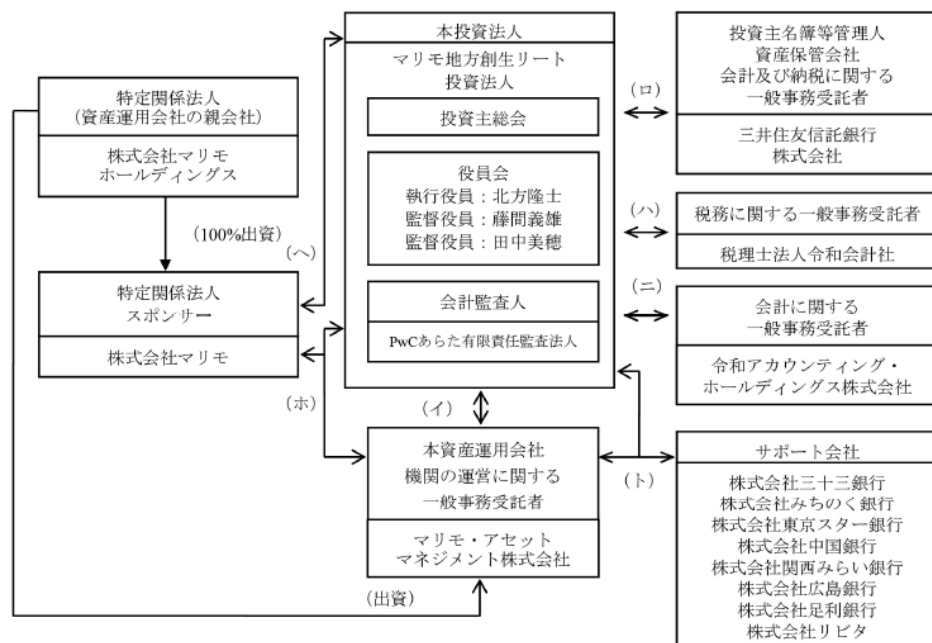 特定関係法人
(資産運用会社の親会社)
株式会社マリモ
ホールディングス
(100%出資)
特定関係法人
スポンサー
株式会社マリモ
(ヘ)
(ホ)
本投資法人
マリモ地方創生リート
投資法人
投資主総会
役員会
執行役員：北方隆士
監督役員：藤間義雄
監督役員：田中美穂
会計監査人
PwCあらた有限責任監査法人
(イ)
本資産運用会社
機関の運営に関する
一般事務受託者
マリモ・アセット
マネジメント株式会社
(出資)
(ロ)
投資主名簿等管理人
資産保管会社
会計及び納税に関する
一般事務受託者
三井住友信託銀行
株式会社
(ハ)
税務に関する一般事務受託者
税理士法人令和会計社
(ニ)
会計に関する
一般事務受託者
令和アカウンティング・
ホールディングス株式会社
(ト)
サポート会社
株式会社三十三銀行
株式会社みちのく銀行
株式会社東京スター銀行
株式会社中国銀行
株式会社関西みらい銀行
株式会社広島銀行
株式会社足利銀行
株式会社リビタ